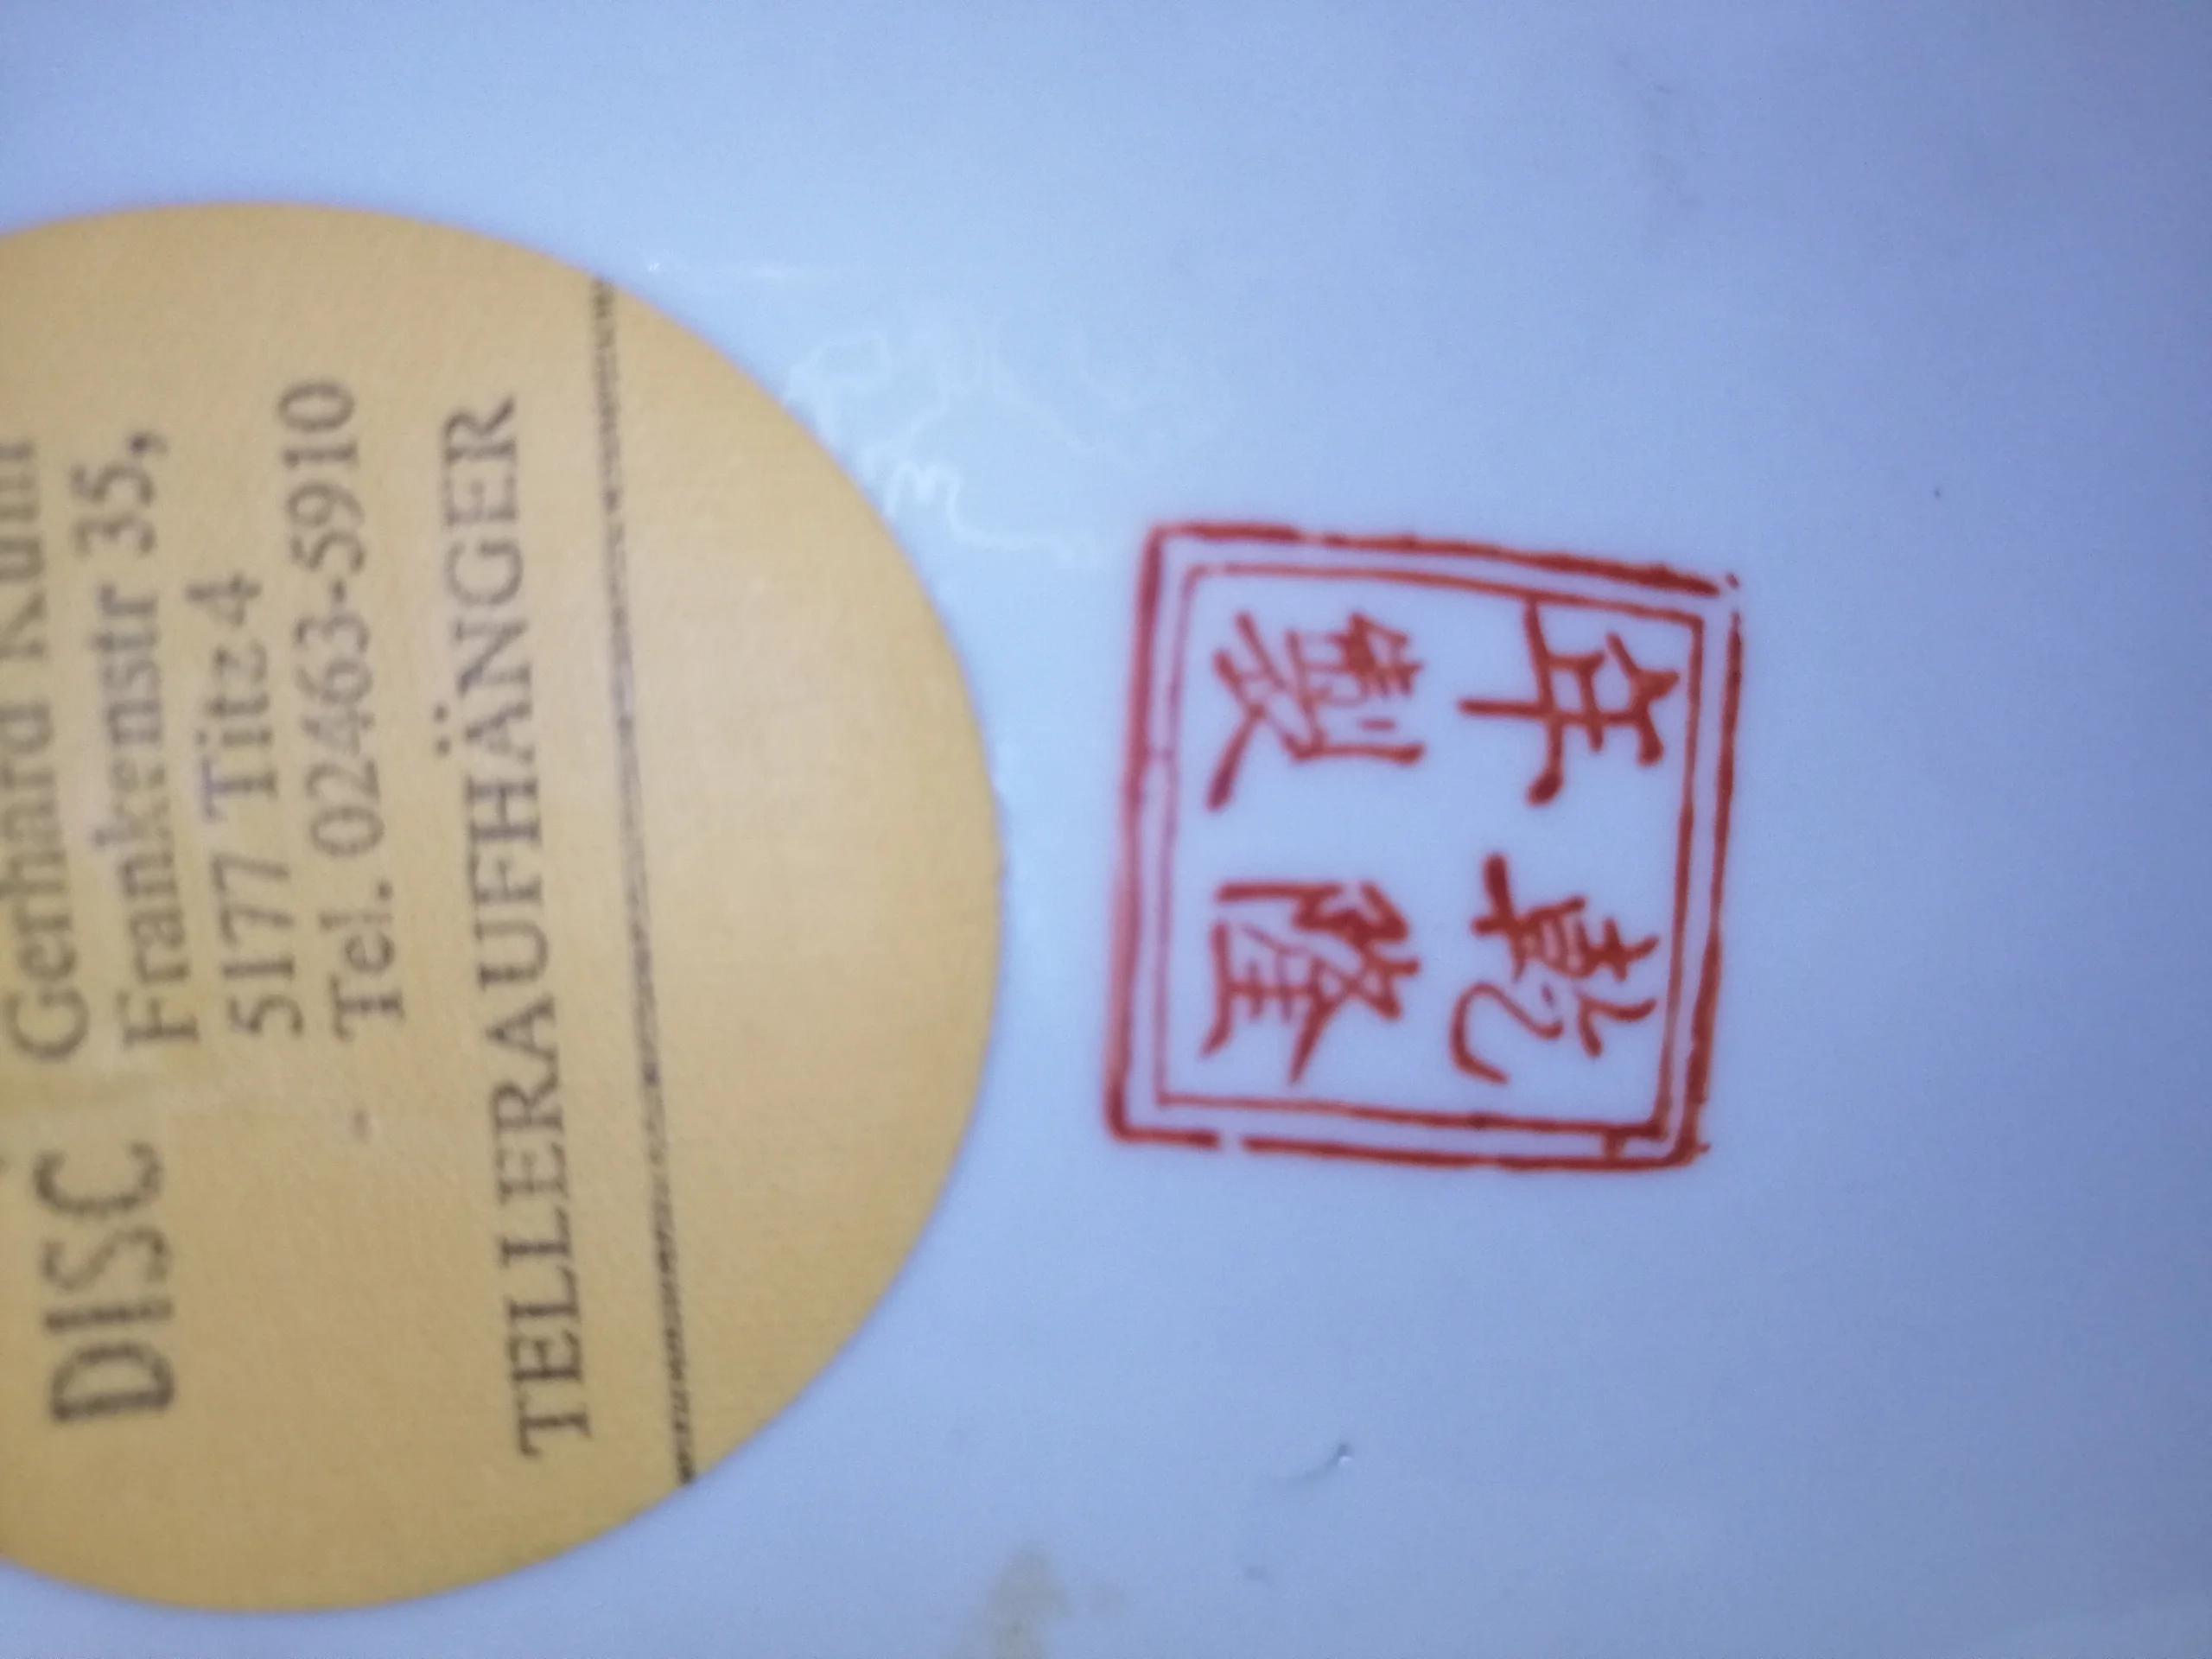 Gerhard
DISC Frankenstr 35,
5177 Titz 4
- Tel. 02463-5910
TELLERAUFHÄNGER
乾隆
年製